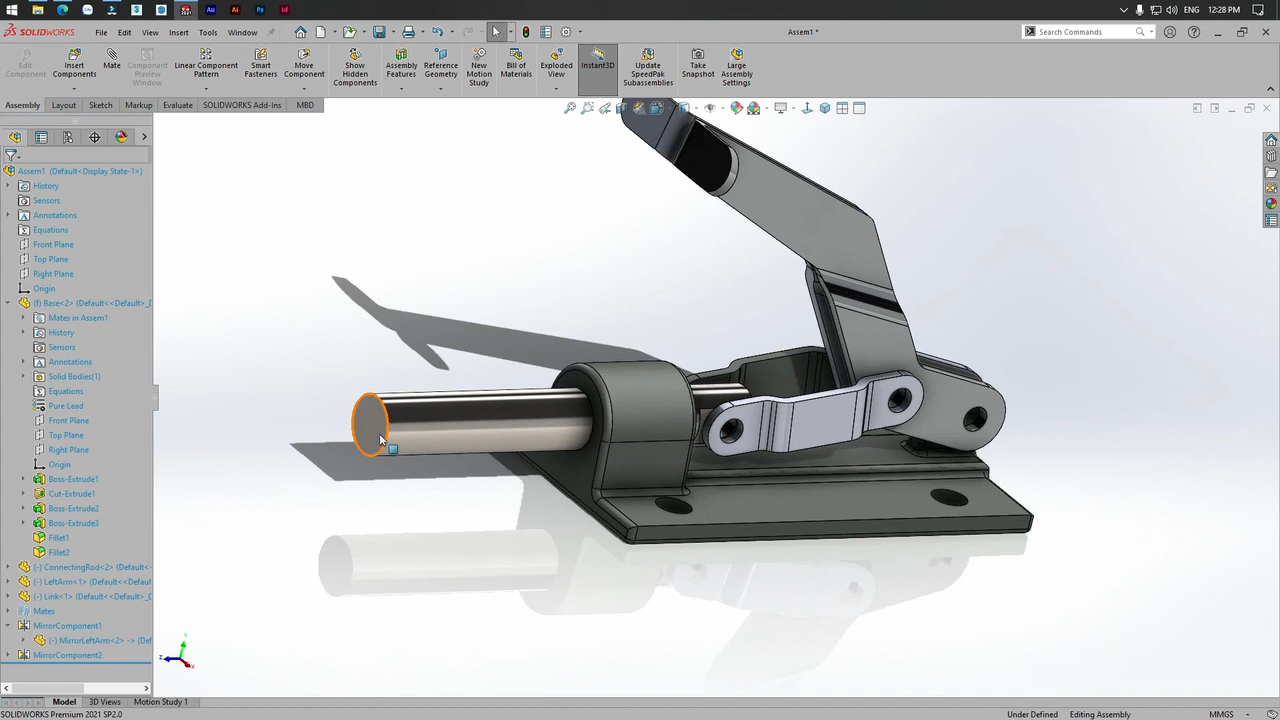 2021
Au
Ai
Ps
Id
ENG
12:28 PM
SOLIDWORKS
File
Edit
View
Insert
Tools
Window
Assem1 *
Search Commands
Edit
Component
Insert
Components
Mate
Component
Preview
Window
Linear Component
Pattern
Smart
Fasteners
Move
Component
Show
Hidden
Components
Assembly
Features
Reference
Geometry
New
Motion
Study
Bill of
Materials
Exploded
View
Instant3D
Update
SpeedPak
Subassemblies
Take
Snapshot
Large
Assembly
Settings
Assembly
Layout
Sketch
Markup
Evaluate
SOLIDWORKS Add-Ins
MBD
Assem1 (Default<Display State-1>)
History
Sensors
Annotations
Equations
Front Plane
Top Plane
Right Plane
Origin
(f) Base<2> (Default<<Default>_D
Mates in Assem1
History
Sensors
Annotations
Solid Bodies(1)
Equations
Pure Lead
Front Plane
Top Plane
Right Plane
Origin
Boss-Extrude1
Cut-Extrude1
Boss-Extrude2
Boss-Extrude3
Fillet1
Fillet2
(-) ConnectingRod<2> (Default<
(-) LeftArm<1> (Default<<Default
(-) Link<1> (Default<<Default>_D
Mates
MirrorComponent1
(-) MirrorLeftArm<2> -> (Def
MirrorComponent2
Y
Z
X
Model
3D Views
Motion Study 1
SOLIDWORKS Premium 2021 SP2.0
Under Defined
Editing Assembly
MMGS